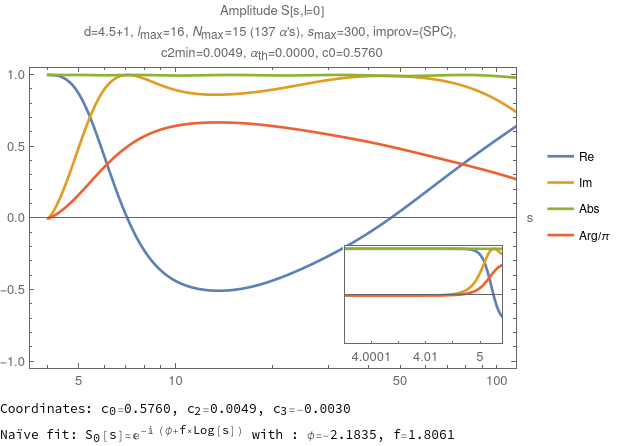 Amplitude S[s,l=0]
d=4.5+1, lmax=16, Nmax=15 (137 α's), smax=300, improv={SPC},
c2min=0.0049, αth=0.0000, c0=0.5760
1.0
0.5
0.0
-0.5
-1.0
5
10
50
100
s
4.0001
4.01
5
Re
Im
Abs
Arg/π
Coordinates: c0=0.5760, c2=0.0049, c3=-0.0030
Naïve fit: S0[s]=e-i (ϕ+f×Log[s]) with : ϕ=-2.1835, f=1.8061